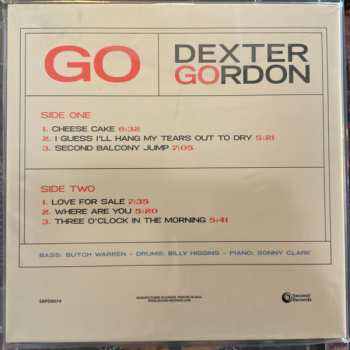 GO
DEXTER
GORDON
SIDE ONE
1. CHEESE CAKE 6:32
2. I GUESS I'LL HANG MY TEARS OUT TO DRY 5:21
3. SECOND BALCONY JUMP 7:05
SIDE TWO
1. LOVE FOR SALE 7:35
2. WHERE ARE YOU 5:20
3. THREE O'CLOCK IN THE MORNING 5:41
BASS: BUTCH WARREN - DRUMS: BILLY HIGGINS - PIANO: SONNY CLARK
Second
Records